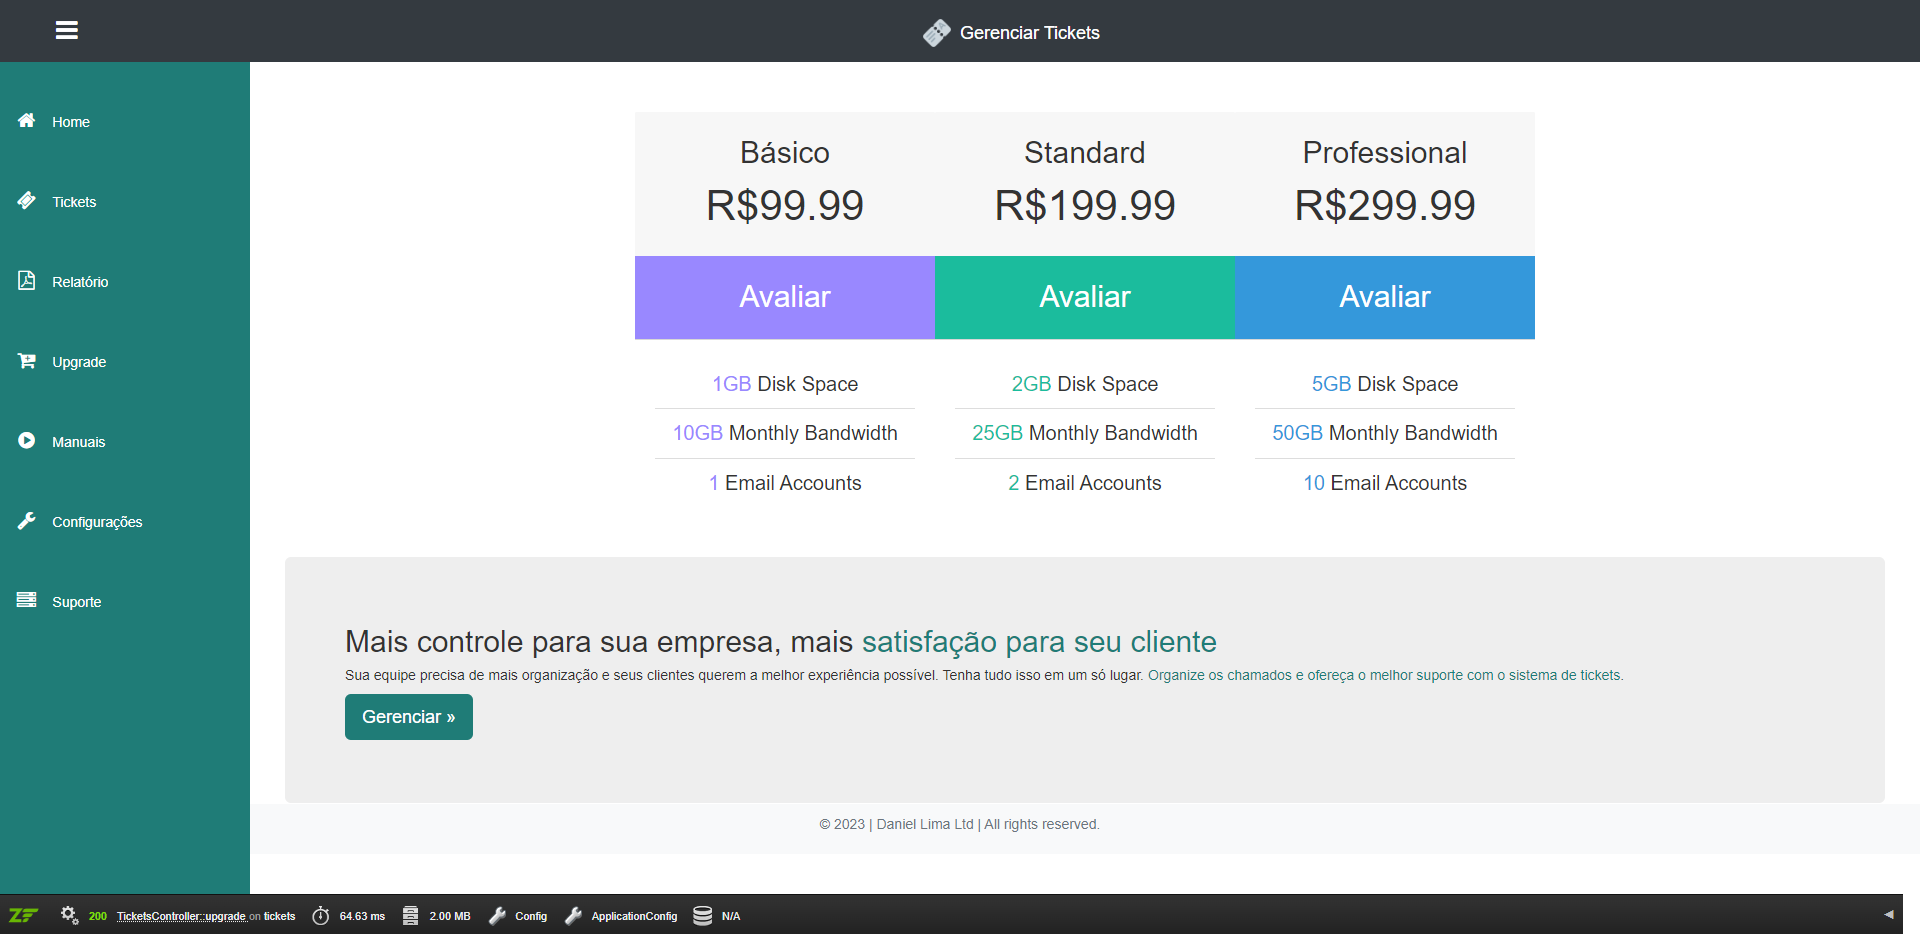 Gerenciar Tickets
Home
Tickets
Relatório
Upgrade
Manuais
Configurações
Suporte
Básico
R$99.99
Avaliar
1GB Disk Space
10GB Monthly Bandwidth
1 Email Accounts
Standard
R$199.99
Avaliar
2GB Disk Space
25GB Monthly Bandwidth
2 Email Accounts
Professional
R$299.99
Avaliar
5GB Disk Space
50GB Monthly Bandwidth
10 Email Accounts
Mais controle para sua empresa, mais satisfação para seu cliente
Sua equipe precisa de mais organização e seus clientes querem a melhor experiência possível. Tenha tudo isso em um só lugar. Organize os chamados e ofereça o melhor suporte com o sistema de tickets.
Gerenciar »
© 2023 | Daniel Lima Ltd | All rights reserved.
ZF 200 TicketsController::upgrade on tickets 64.63 ms 2.00 MB Config ApplicationConfig N/A